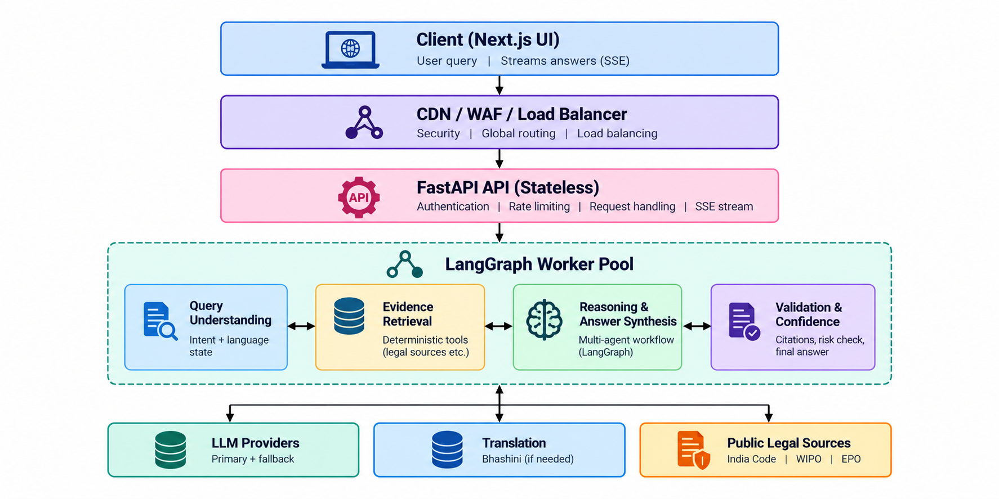 Client (Next.js UI)
User query | Streams answers (SSE)
CDN / WAF / Load Balancer
Security | Global routing | Load balancing
API
FastAPI API (Stateless)
Authentication | Rate limiting | Request handling | SSE stream
LangGraph Worker Pool
Query
Understanding
Intent + language
state
Evidence
Retrieval
Deterministic tools
(legal sources etc.)
Reasoning &
Answer Synthesis
Multi-agent workflow
(LangGraph)
Validation &
Confidence
Citations, risk check,
final answer
LLM Providers
Primary + fallback
Translation
Bhashini (if needed)
Public Legal Sources
India Code | WIPO | EPO